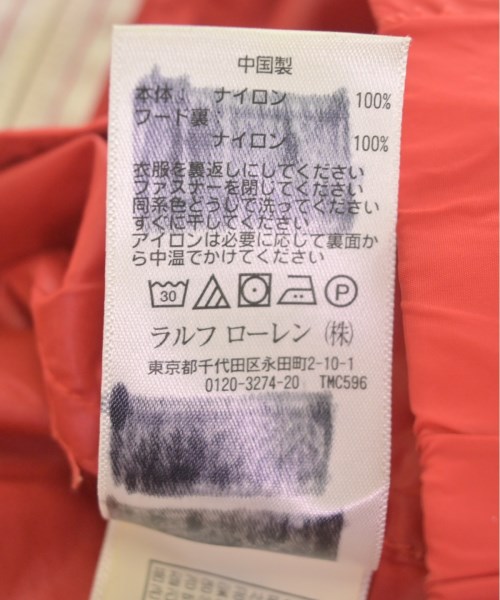 中国製
本体: ナイロン 100%
フード裏:
ナイロン 100%
衣服を裏返しにしてください
ファスナーを閉してください
同系色どうしで洗ってください
すぐに干してください
アイロンは必要に応じて裏面か
ら中温でかけてください
30 P
ラルフ ローレン (株)
東京都千代田区永田町2-10-1
0120-3274-20 TMC596